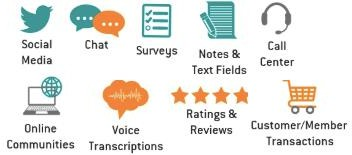 Social
Media
Chat
Surveys
Notes &
Text Fields
Call
Center
Online
Communities
Voice
Transcriptions
Ratings &
Reviews
Customer/Member
Transactions